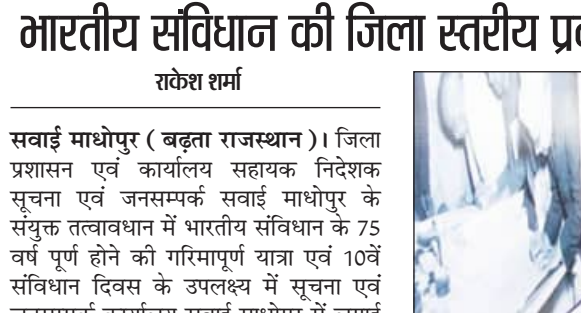 भारतीय संविधान की जिला स्तरीय
राकेश शर्मा
सवाई माधोपुर ( बढ़ता राजस्थान )। जिला
प्रशासन एवं कार्यालय सहायक निदेशक
सूचना एवं जनसम्पर्क सवाई माधोपुर के
संयुक्त तत्वावधान में भारतीय संविधान के 75
वर्ष पूर्ण होने की गरिमापूर्ण यात्रा एवं 10वें
संविधान दिवस के उपलक्ष्य में सूचना एवं